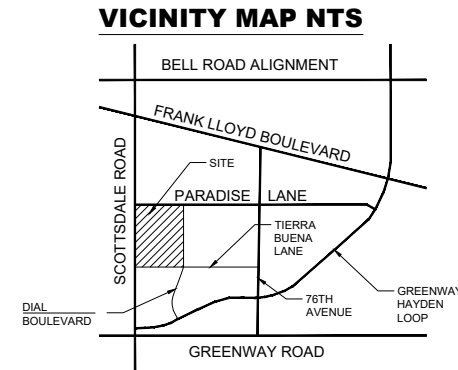 VICINITY MAP NTS
BELL ROAD ALIGNMENT
FRANK LLOYD BOULEVARD
SCOTTSDALE ROAD
SITE
PARADISE LANE
TIERRA
BUENA
LANE
DIAL
BOULEVARD
76TH
AVENUE
GREENWAY
HAYDEN
LOOP
GREENWAY ROAD